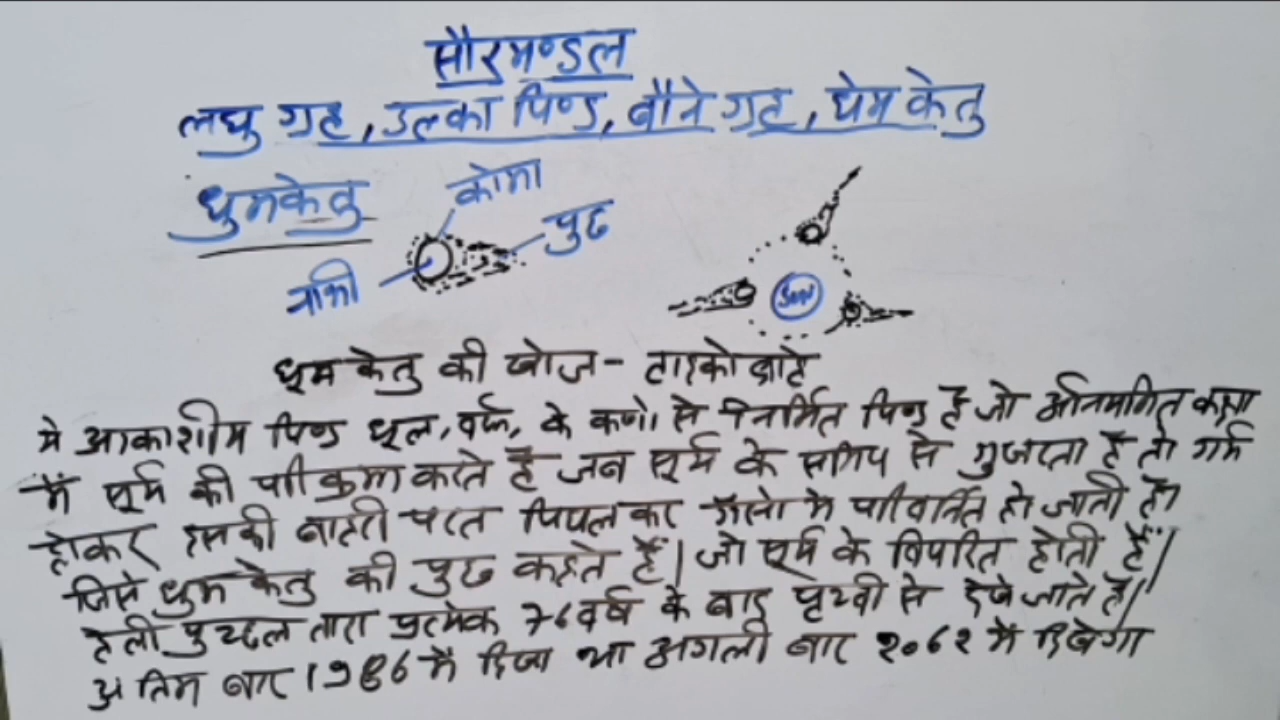 सौरमण्डल
लघु ग्रह, उल्का पिण्ड, बौने ग्रह, धेमकेतु
धुमकेतु
कोमा
पुछ
नाभी
Sun
धूमकेतु की खोज - टाइको ब्राहे
ये आकाशीय पिण्ड धूल, बर्फ, के कणो से निर्मित पिण्ड है जो अनियमित कक्षा
में सूर्य की परीक्रमा करते हैं जब सूर्य के समिप से गुजरता है तो गर्म
होकर इसकी बाहरी परत पिघलकर गैसो मे परिवर्तित हो जाती है।
जिसे धुमकेतु की पुछ कहते हैं। जो सूर्य के विपरित होती है।
हेली पुच्छल तारा प्रत्येक 76 वर्ष के बाद पृथ्वी से देखे जाते है।
अंतिम बार 1986 में दिखा था अगली बार 2062 में दिखेगा